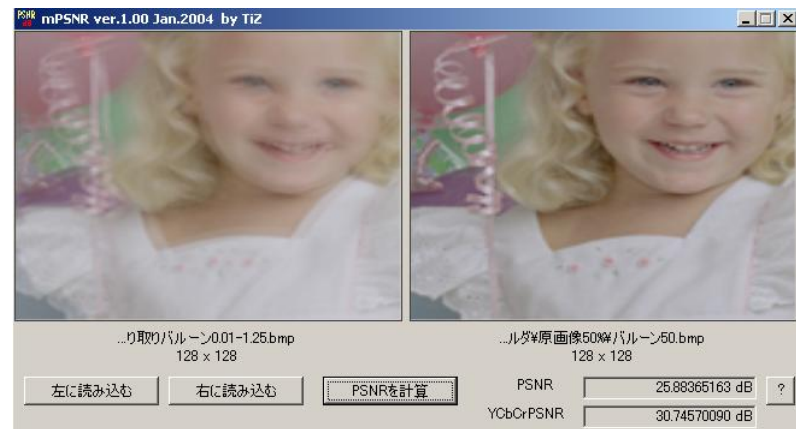 mPSNR ver.1.00 Jan.2004 by TiZ
...り取りバルーン0.01-1.25.bmp
128 x 128
...ルダ¥原画像50%¥バルーン50.bmp
128 x 128
左に読み込む
右に読み込む
PSNRを計算
PSNR
25.88365163 dB
?
YCbCrPSNR
30.74570090 dB